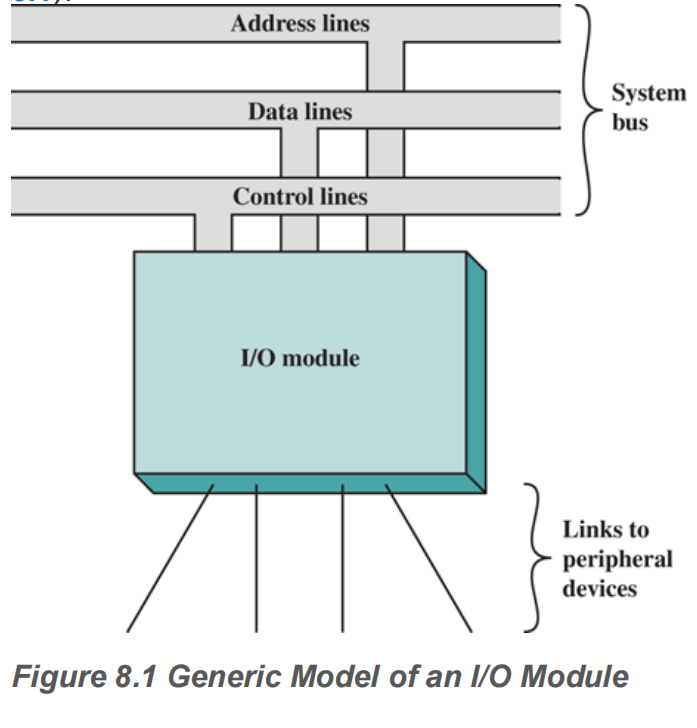 Address lines
Data lines
System
bus
Control lines
I/O module
Links to
peripheral
devices
Figure 8.1 Generic Model of an I/O Module